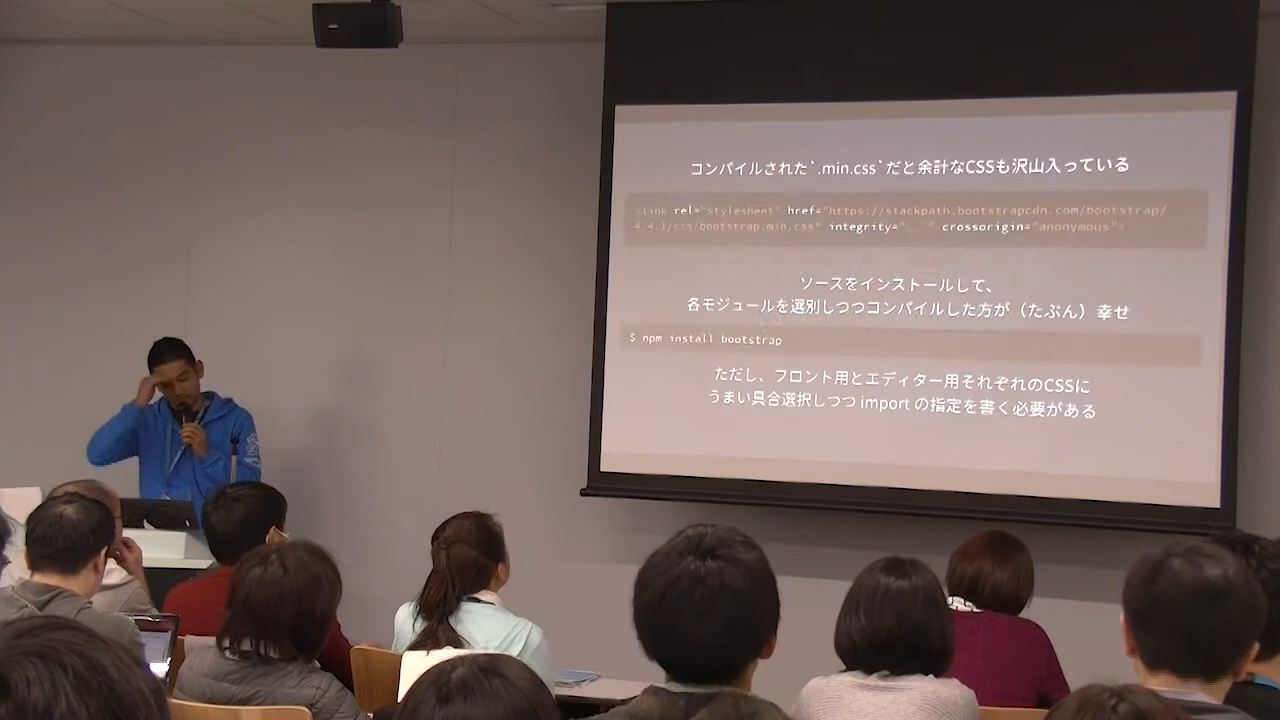 コンパイルされた`.min.css`だと余計なCSSも沢山入っている
<link rel="stylesheet" href="https://stackpath.bootstrapcdn.com/bootstrap/
4.4.1/css/bootstrap.min.css" integrity="..." crossorigin="anonymous">
ソースをインストールして、
各モジュールを選別しつつコンパイルした方が（たぶん）幸せ
$ npm install bootstrap
ただし、フロント用とエディター用それぞれのCSSに
うまい具合選択しつつ import の指定を書く必要がある